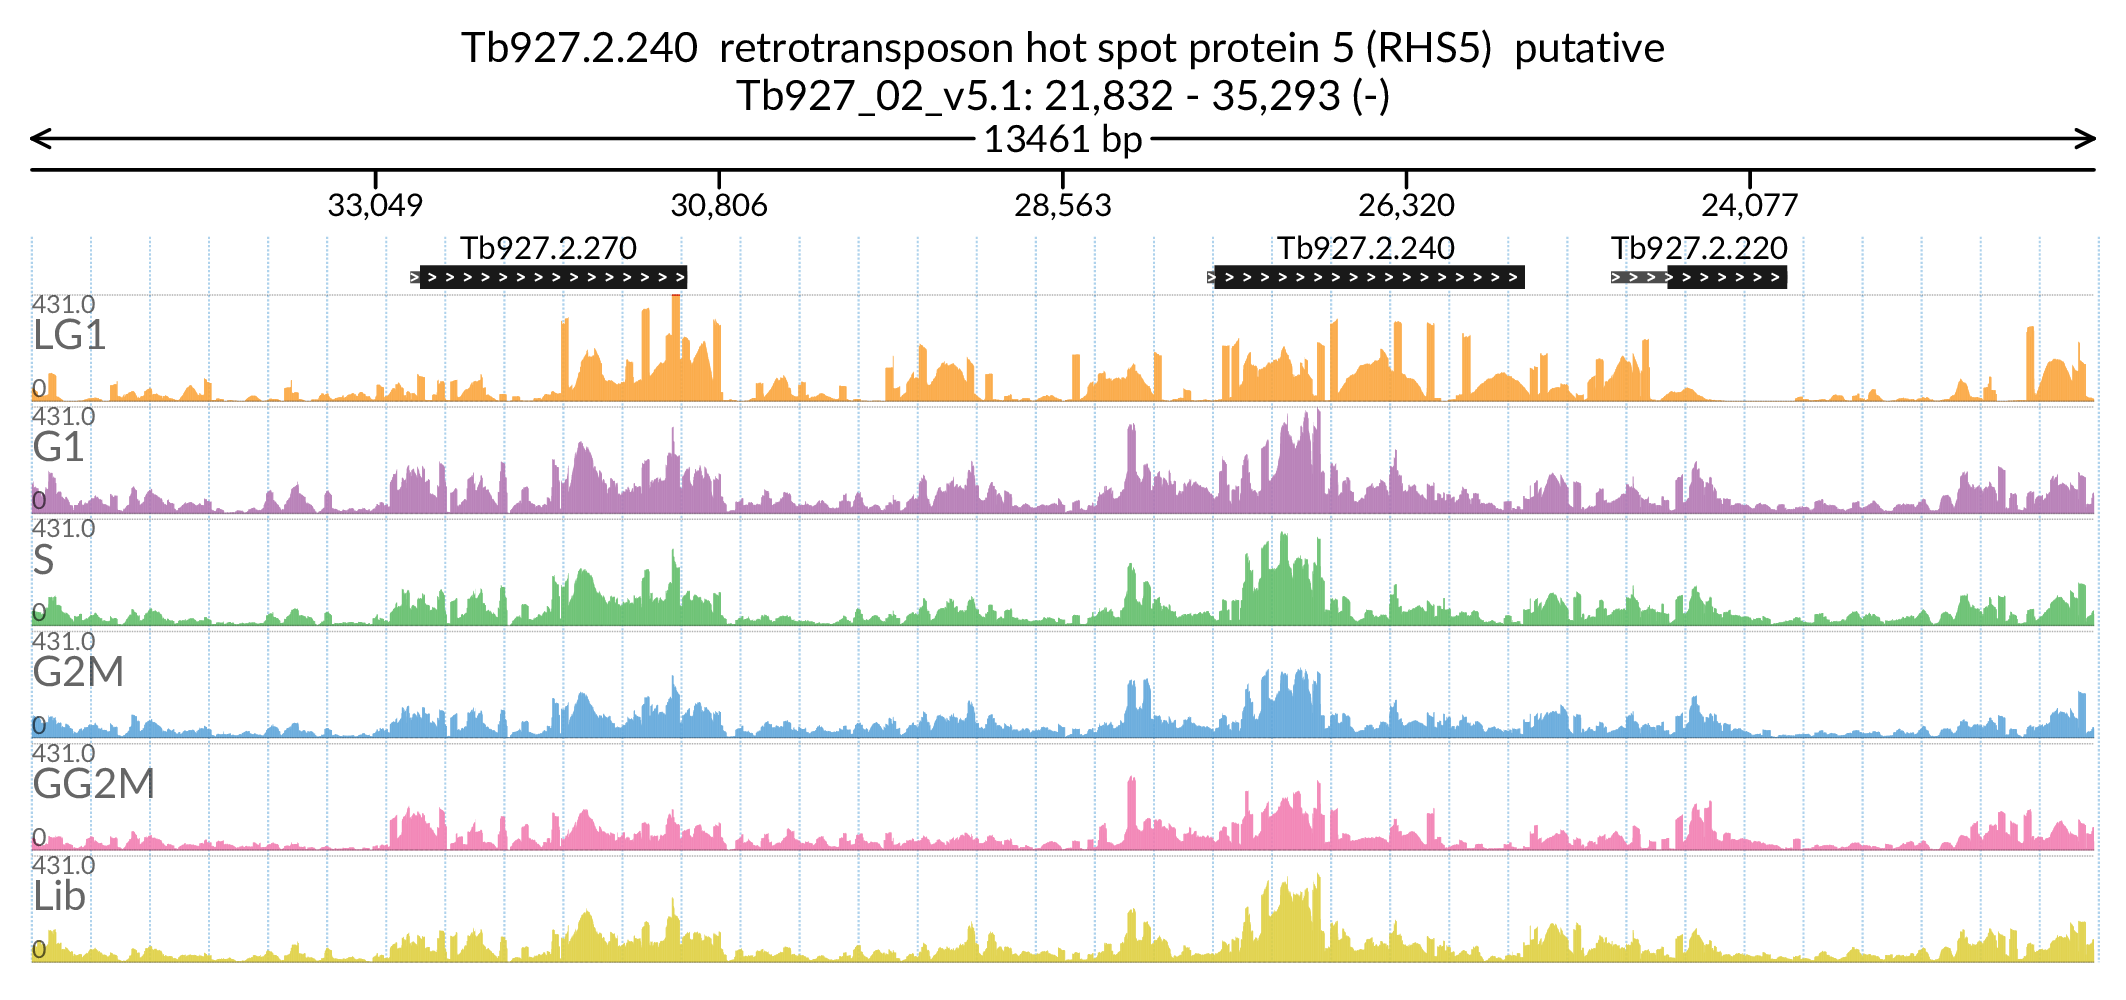 Tb927.2.240 retrotransposon hot spot protein 5 (RHS5) putative
Tb927_02_v5.1: 21,832 - 35,293 (-)
13461 bp
33,049 30,806 28,563 26,320 24,077
Tb927.2.270 Tb927.2.240 Tb927.2.220
431.0
LG1
0
431.0
G1
0
431.0
S
0
431.0
G2M
0
431.0
GG2M
0
431.0
Lib
0